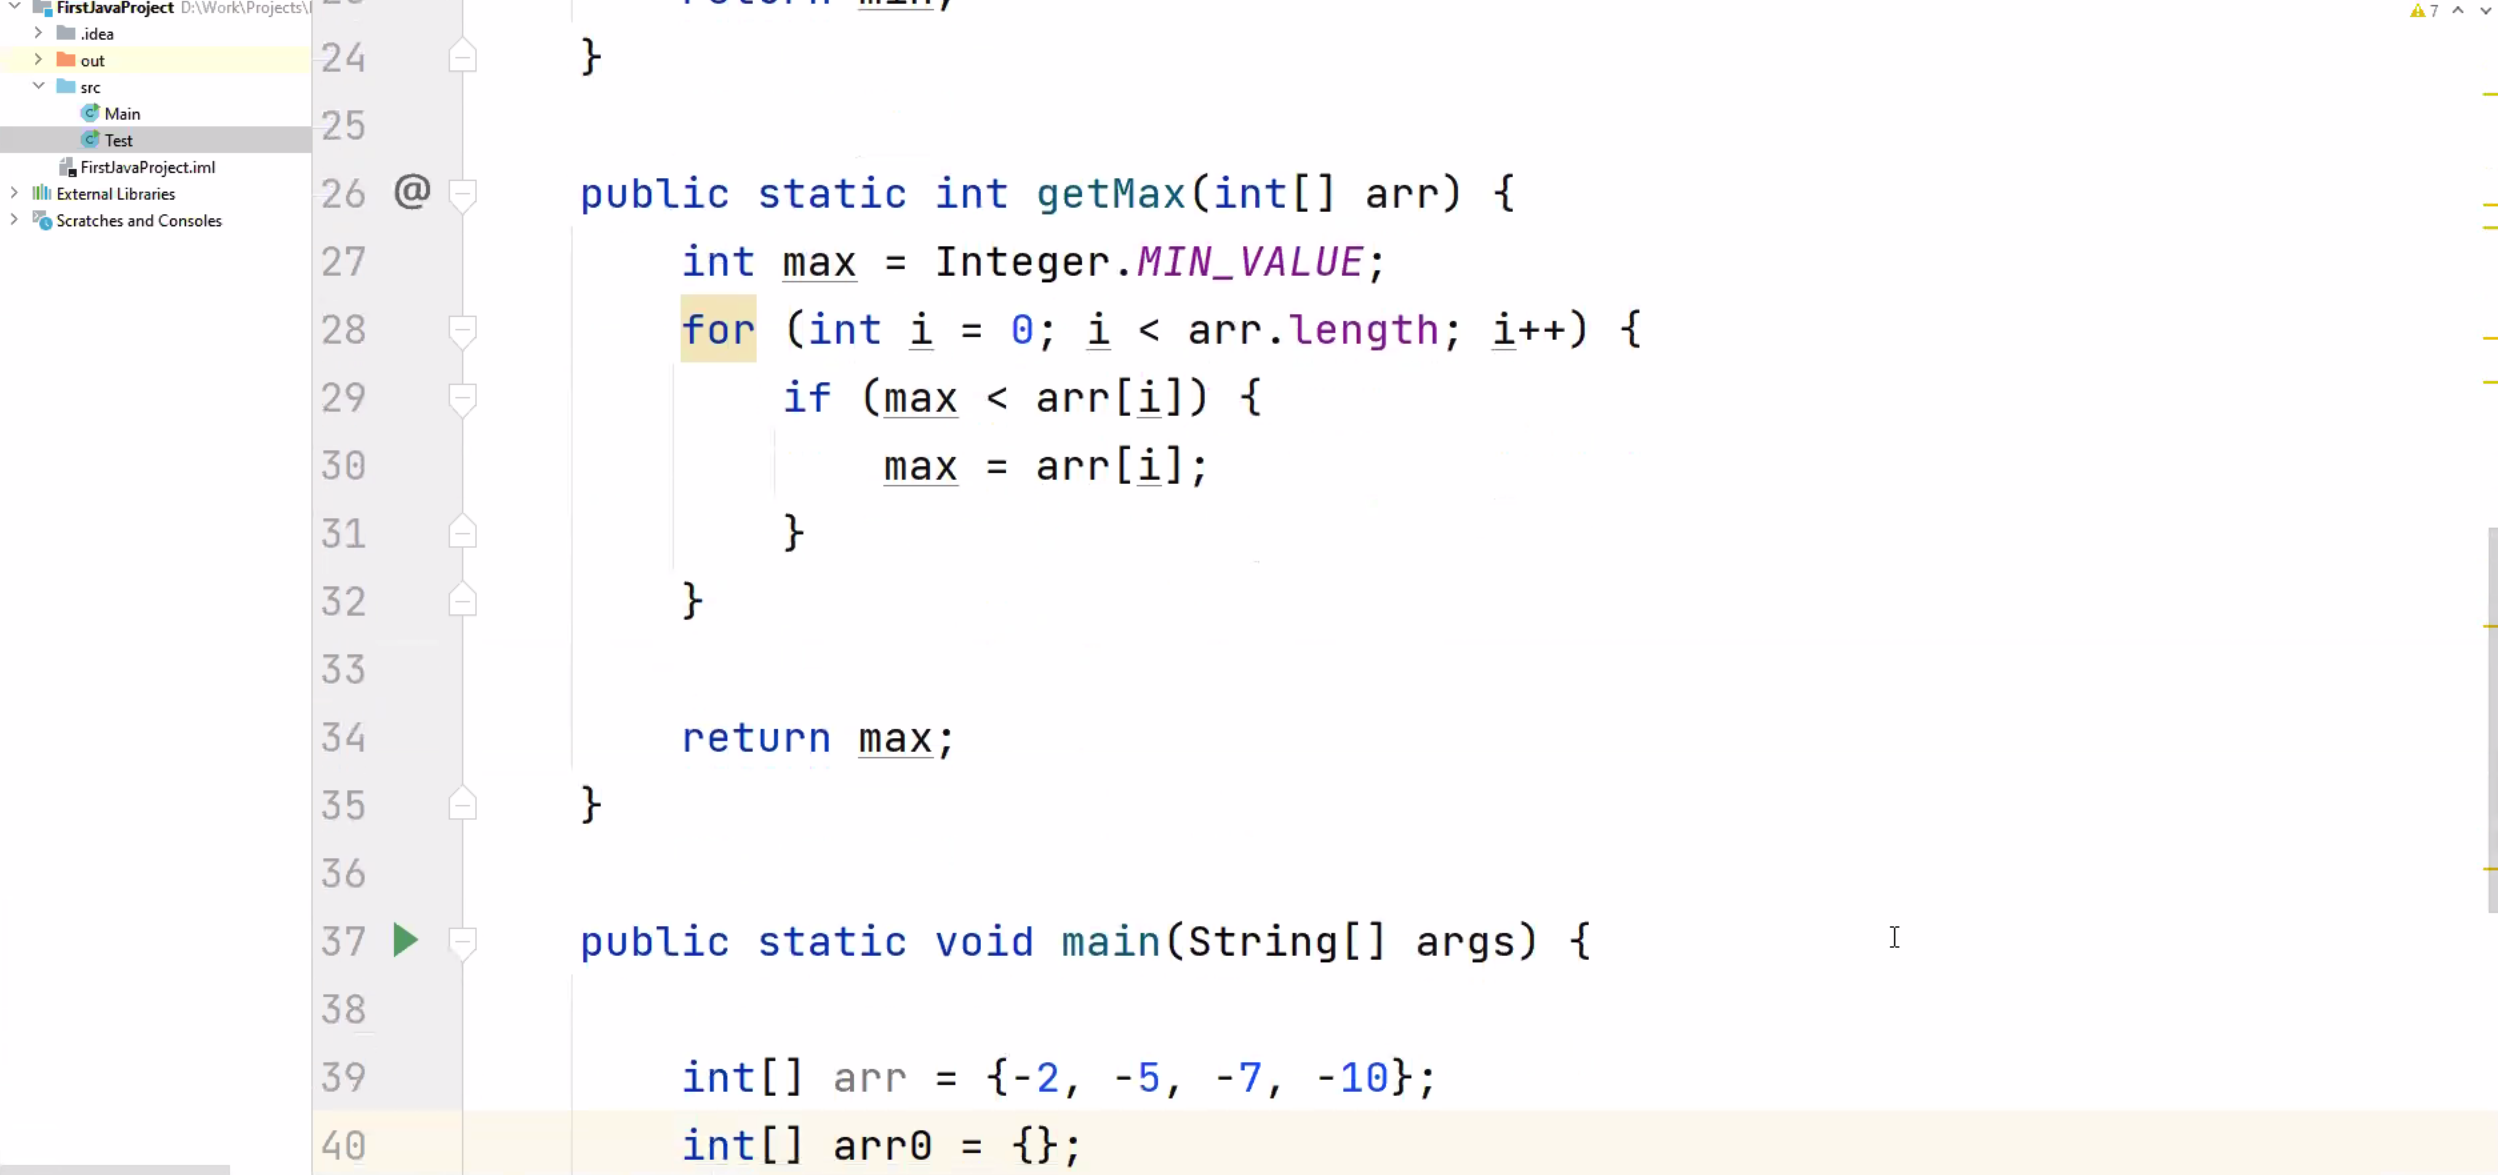 FirstJavaProject D:\Work\Projects\
.idea
out
src
Main
Test
FirstJavaProject.iml
External Libraries
Scratches and Consoles
7
return min;
24 }
25
26 @ public static int getMax(int[] arr) {
27 int max = Integer.MIN_VALUE;
28 for (int i = 0; i < arr.length; i++) {
29 if (max < arr[i]) {
30 max = arr[i];
31 }
32 }
33
34 return max;
35 }
36
37 public static void main(String[] args) {
38
39 int[] arr = {-2, -5, -7, -10};
40 int[] arr0 = {};